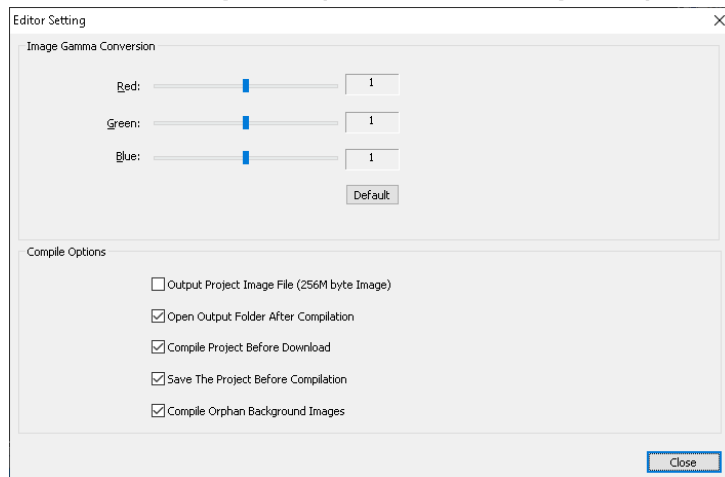 Editor Setting
Image Gamma Conversion
Red:
1
Green:
1
Blue:
1
Default
Compile Options
Output Project Image File (256M byte Image)
Open Output Folder After Compilation
Compile Project Before Download
Save The Project Before Compilation
Compile Orphan Background Images
Close